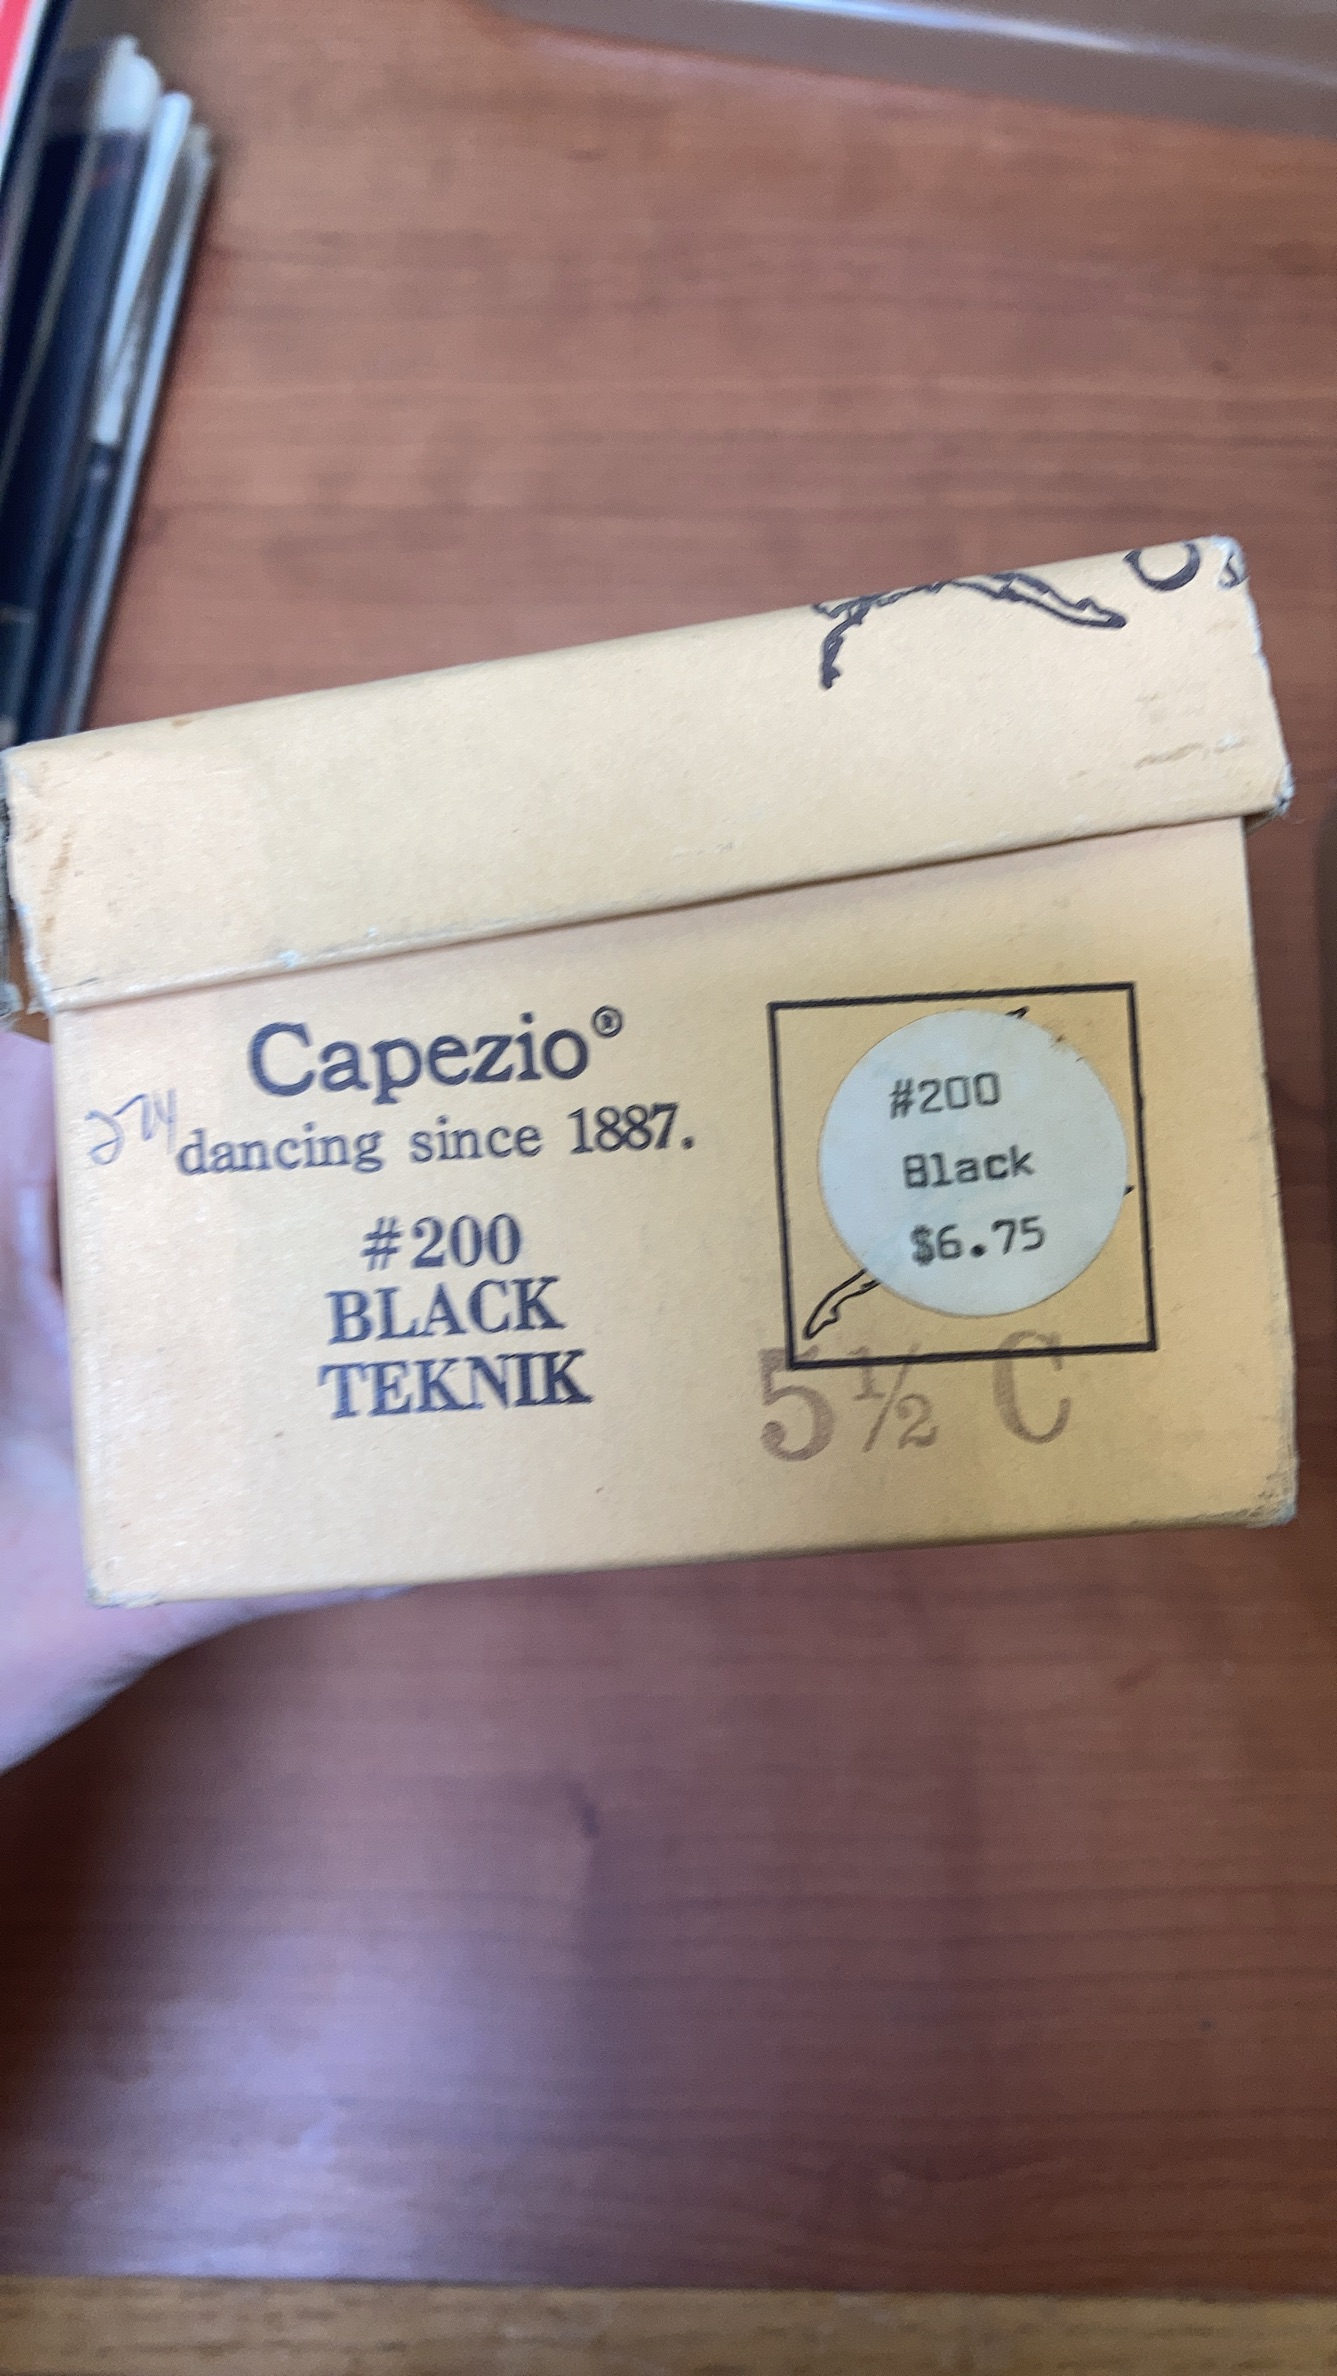 Capezio®
dancing since 1887.
#200
BLACK
TEKNIK
#200
Black
$6.75
5½ C